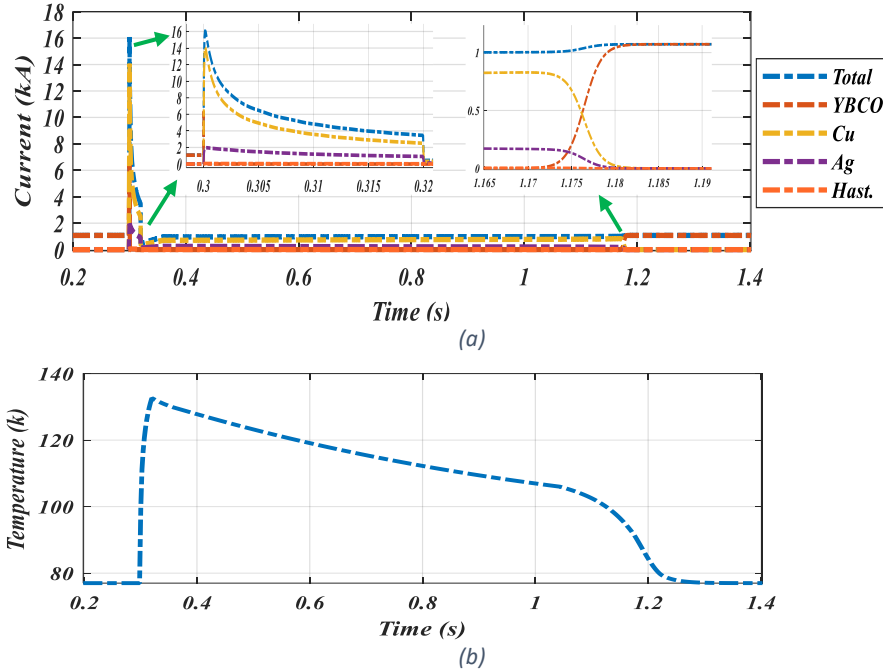 18
16
14
12
10
8
6
4
2
0
Current (kA)
16
14
12
10
8
6
4
2
0
0.3 0.305 0.31 0.315 0.32
1
0.5
0
1.165 1.17 1.175 1.18 1.185 1.19
Total
YBCO
Cu
Ag
Hast.
0.2 0.4 0.6 0.8 1 1.2 1.4
Time (s)
(a)
140
120
100
80
Temperature (k)
0.2 0.4 0.6 0.8 1 1.2 1.4
Time (s)
(b)